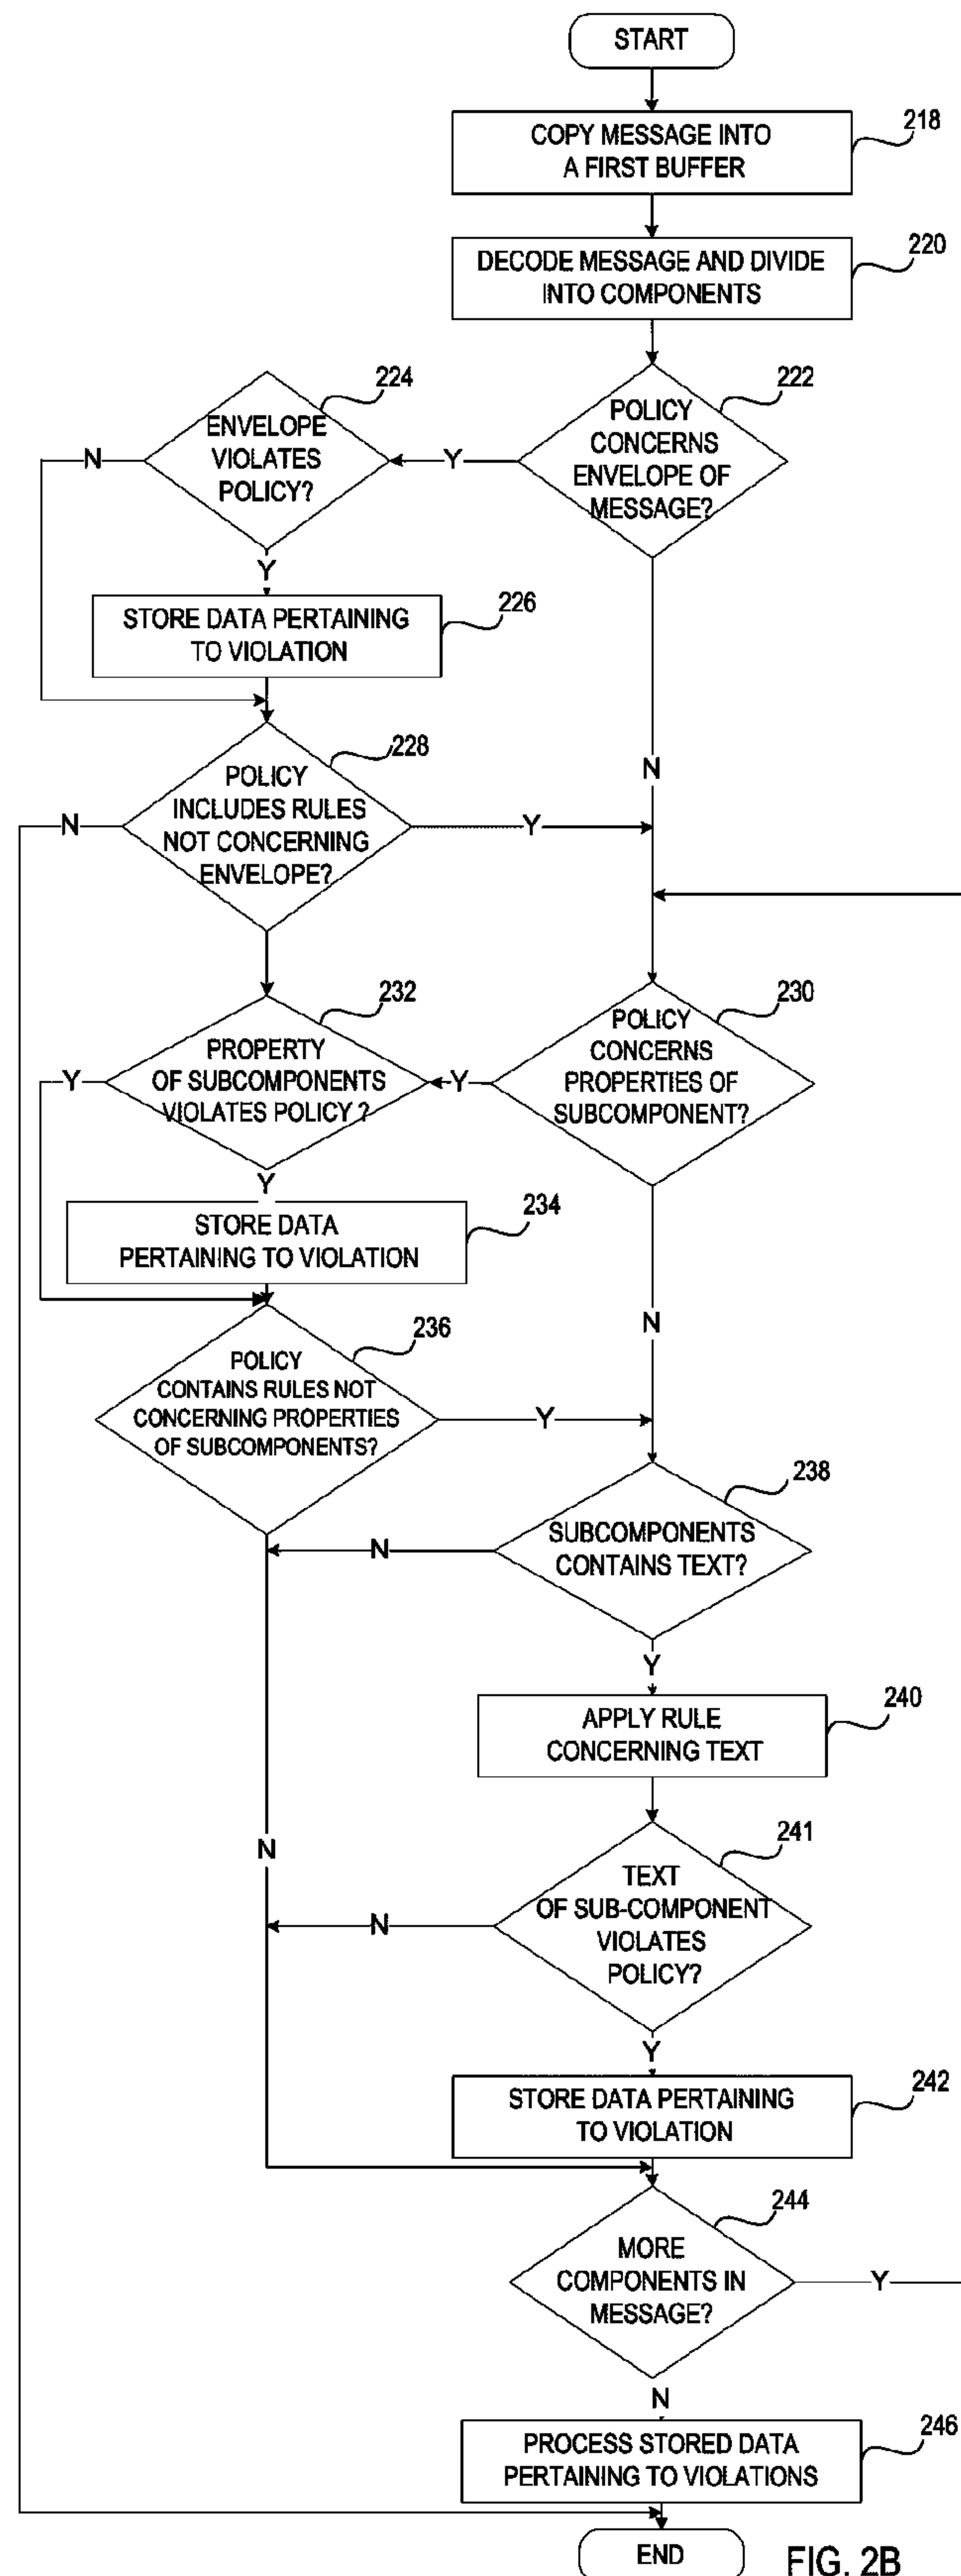 START
COPY MESSAGE INTO
A FIRST BUFFER
218
DECODE MESSAGE AND DIVIDE
INTO COMPONENTS
220
POLICY
CONCERNS
ENVELOPE OF
MESSAGE?
222
Y
N
ENVELOPE
VIOLATES
POLICY?
224
N
Y
STORE DATA PERTAINING
TO VIOLATION
226
POLICY
INCLUDES RULES
NOT CONCERNING
ENVELOPE?
228
N
Y
POLICY
CONCERNS
PROPERTIES OF
SUBCOMPONENT?
230
Y
N
PROPERTY
OF SUBCOMPONENTS
VIOLATES POLICY ?
232
Y
Y
STORE DATA
PERTAINING TO VIOLATION
234
POLICY
CONTAINS RULES NOT
CONCERNING PROPERTIES
OF SUBCOMPONENTS?
236
Y
N
SUBCOMPONENTS
CONTAINS TEXT?
238
N
Y
APPLY RULE
CONCERNING TEXT
240
TEXT
OF SUB-COMPONENT
VIOLATES
POLICY?
241
N
Y
STORE DATA PERTAINING
TO VIOLATION
242
MORE
COMPONENTS IN
MESSAGE?
244
Y
N
PROCESS STORED DATA
PERTAINING TO VIOLATIONS
246
END
FIG. 2B